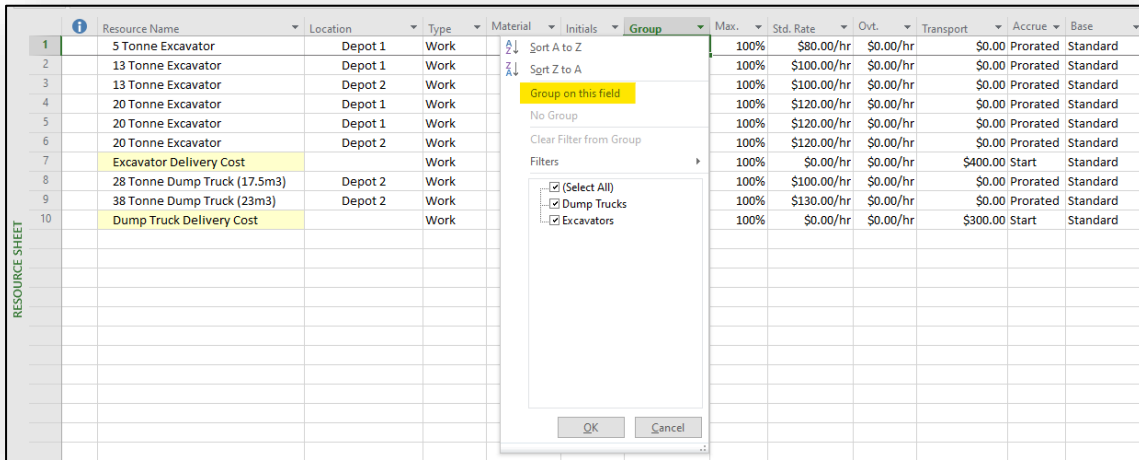 Resource Name Location Type Material Initials Group Max. Std. Rate Ovt. Transport Accrue Base
1 5 Tonne Excavator Depot 1 Work 100% $80.00/hr $0.00/hr $0.00 Prorated Standard
2 13 Tonne Excavator Depot 1 Work 100% $100.00/hr $0.00/hr $0.00 Prorated Standard
3 13 Tonne Excavator Depot 2 Work 100% $100.00/hr $0.00/hr $0.00 Prorated Standard
4 20 Tonne Excavator Depot 1 Work 100% $120.00/hr $0.00/hr $0.00 Prorated Standard
5 20 Tonne Excavator Depot 1 Work 100% $120.00/hr $0.00/hr $0.00 Prorated Standard
6 20 Tonne Excavator Depot 2 Work 100% $120.00/hr $0.00/hr $0.00 Prorated Standard
7 Excavator Delivery Cost Work 100% $0.00/hr $0.00/hr $400.00 Start Standard
8 28 Tonne Dump Truck (17.5m3) Depot 2 Work 100% $100.00/hr $0.00/hr $0.00 Prorated Standard
9 38 Tonne Dump Truck (23m3) Depot 2 Work 100% $130.00/hr $0.00/hr $0.00 Prorated Standard
10 Dump Truck Delivery Cost Work 100% $0.00/hr $0.00/hr $300.00 Start Standard
Sort A to Z
Sort Z to A
Group on this field
No Group
Clear Filter from Group
Filters
(Select All)
Dump Trucks
Excavators
OK Cancel
RESOURCE SHEET